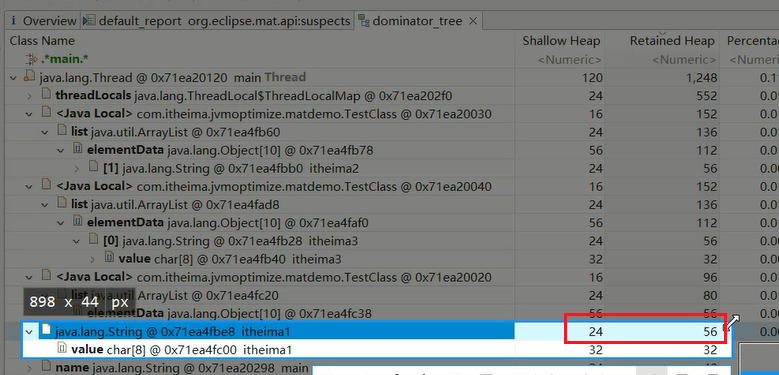 Overview default_report org.eclipse.mat.api:suspects dominator_tree
Class Name Shallow Heap Retained Heap Percenta
.*main.* <Numeric> <Numeric> <Numeric>
java.lang.Thread @ 0x71ea20120 main Thread 120 1,248 0.1
threadLocals java.lang.ThreadLocal$ThreadLocalMap @ 0x71ea202f0 24 552 0.0
<Java Local> com.itheima.jvmoptimize.matdemo.TestClass @ 0x71ea20030 16 152 0.0
list java.util.ArrayList @ 0x71ea4fb60 24 136 0.0
elementData java.lang.Object[10] @ 0x71ea4fb78 56 112 0.0
[1] java.lang.String @ 0x71ea4fbb0 itheima2 24 56 0.0
<Java Local> com.itheima.jvmoptimize.matdemo.TestClass @ 0x71ea20040 16 152 0.0
list java.util.ArrayList @ 0x71ea4fad8 24 136 0.0
elementData java.lang.Object[10] @ 0x71ea4faf0 56 112 0.0
[0] java.lang.String @ 0x71ea4fb28 itheima3 24 56 0.0
value char[8] @ 0x71ea4fb40 itheima3 32 32 0.0
<Java Local> com.itheima.jvmoptimize.matdemo.TestClass @ 0x71ea20020 16 96 0.0
898 x 44 px
java.util.ArrayList @ 0x71ea4fc20 24 80 0.0
elementData java.lang.Object[10] @ 0x71ea4fc38 56 56 0.0
java.lang.String @ 0x71ea4fbe8 itheima1 24 56 0.0
value char[8] @ 0x71ea4fc00 itheima1 32 32
name java.lang.String @ 0x71ea20298 main